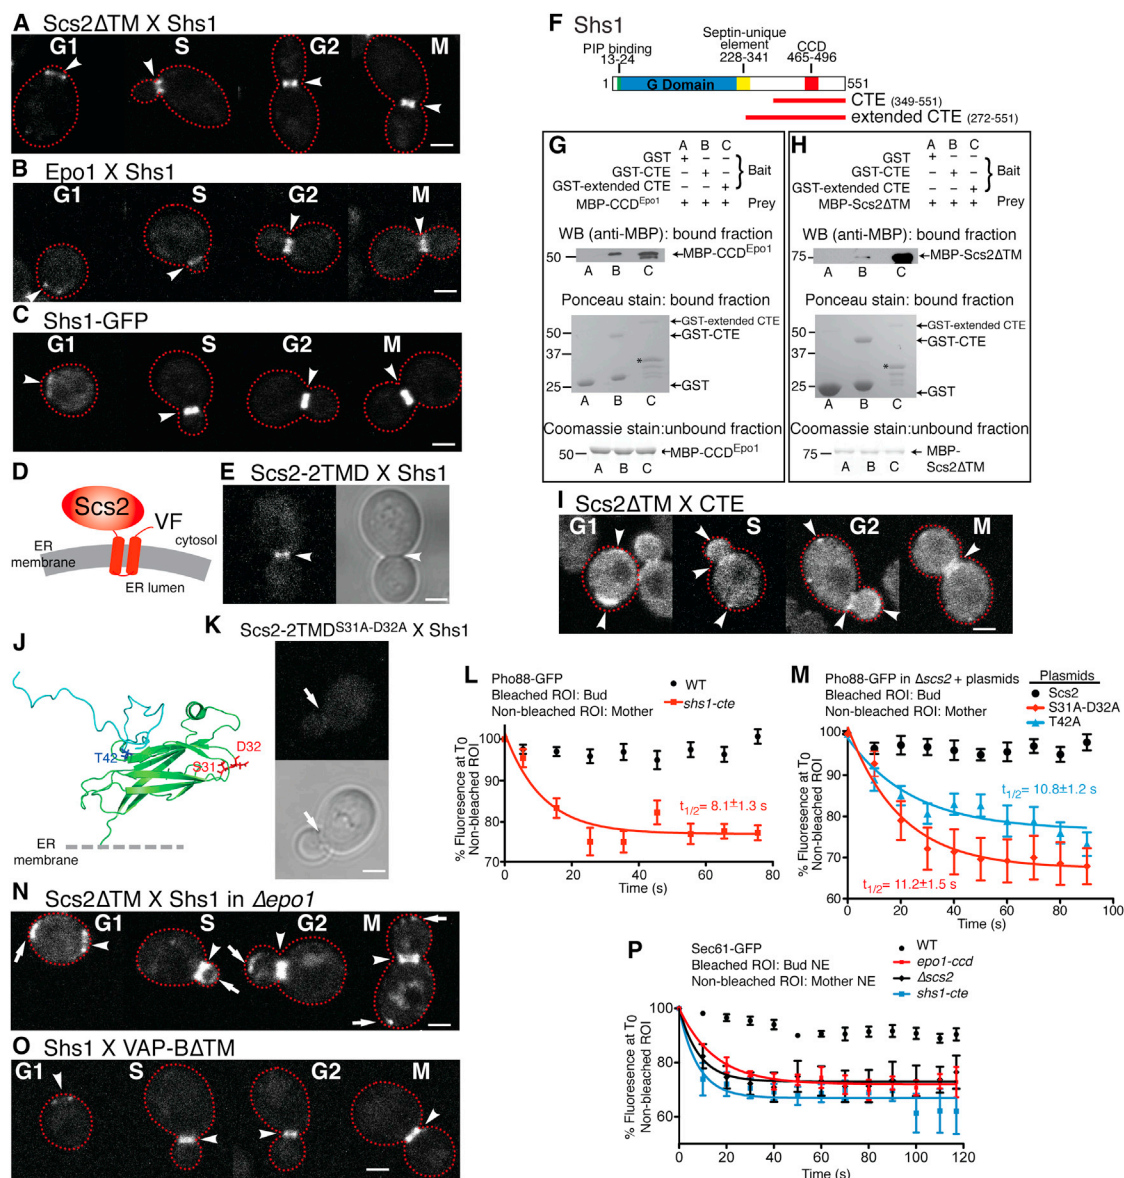 A Scs2ΔTM X Shs1
G1 S G2 M
B Epo1 X Shs1
G1 S G2 M
C Shs1-GFP
G1 S G2 M
D
Scs2
VF
cytosol
ER
membrane
ER lumen
E Scs2-2TMD X Shs1
F Shs1
PIP binding
13-24
Septin-unique
element
228-341
CCD
465-496
1 G Domain 551
CTE (349-551)
extended CTE (272-551)
G
A B C
GST + – –
GST-CTE – + –
GST-extended CTE – – +
Bait
MBP-CCDEpo1 + + + Prey
WB (anti-MBP): bound fraction
50 MBP-CCDEpo1
A B C
Ponceau stain: bound fraction
GST-extended CTE
50 GST-CTE
37
*
25 GST
A B C
Coomassie stain:unbound fraction
50 MBP-CCDEpo1
A B C
H
A B C
GST + – –
GST-CTE – + –
GST-extended CTE – – +
Bait
MBP-Scs2ΔTM + + + Prey
WB (anti-MBP): bound fraction
75 MBP-Scs2ΔTM
A B C
Ponceau stain: bound fraction
GST-extended CTE
50 GST-CTE
37
*
25 GST
A B C
Coomassie stain:unbound fraction
75 MBP-
Scs2ΔTM
A B C
I Scs2ΔTM X CTE
G1 S G2 M
J
T42
S31
D32
ER
membrane
K Scs2-2TMDS31A-D32A X Shs1
L Pho88-GFP
Bleached ROI: Bud
Non-bleached ROI: Mother
WT
shs1-cte
% Fluoresence at T0
Non-bleached ROI
100
90
80
70
t1/2= 8.1±1.3 s
0 20 40 60 80
Time (s)
M Pho88-GFP in Δscs2 + plasmids
Bleached ROI: Bud
Non-bleached ROI: Mother
Plasmids
Scs2
S31A-D32A
T42A
% Fluoresence at T0
Non-bleached ROI
100
90
80
70
60
t1/2= 10.8±1.2 s
t1/2= 11.2±1.5 s
0 20 40 60 80 100
Time (s)
N Scs2ΔTM X Shs1 in Δepo1
G1 S G2 M
O Shs1 X VAP-BΔTM
G1 S G2 M
P Sec61-GFP
Bleached ROI: Bud NE
Non-bleached ROI: Mother NE
WT
epo1-ccd
Δscs2
shs1-cte
% Fluoresence at T0
Non-bleached ROI
100
80
60
0 20 40 60 80 100 117
Time (s)